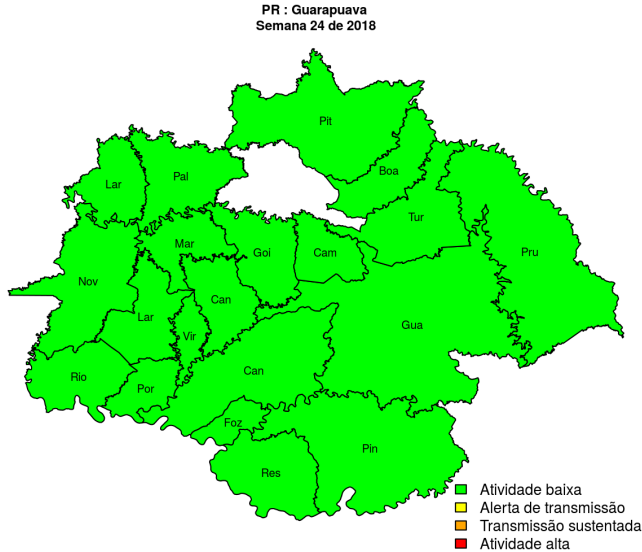 PR : Guarapuava
Semana 24 de 2018
Pit
Boa
Lar
Pal
Tur
Mar
Goi
Cam
Pru
Nov
Can
Lar
Vir
Gua
Can
Rio
Por
Foz
Pin
Res
Atividade baixa
Alerta de transmissão
Transmissão sustentada
Atividade alta